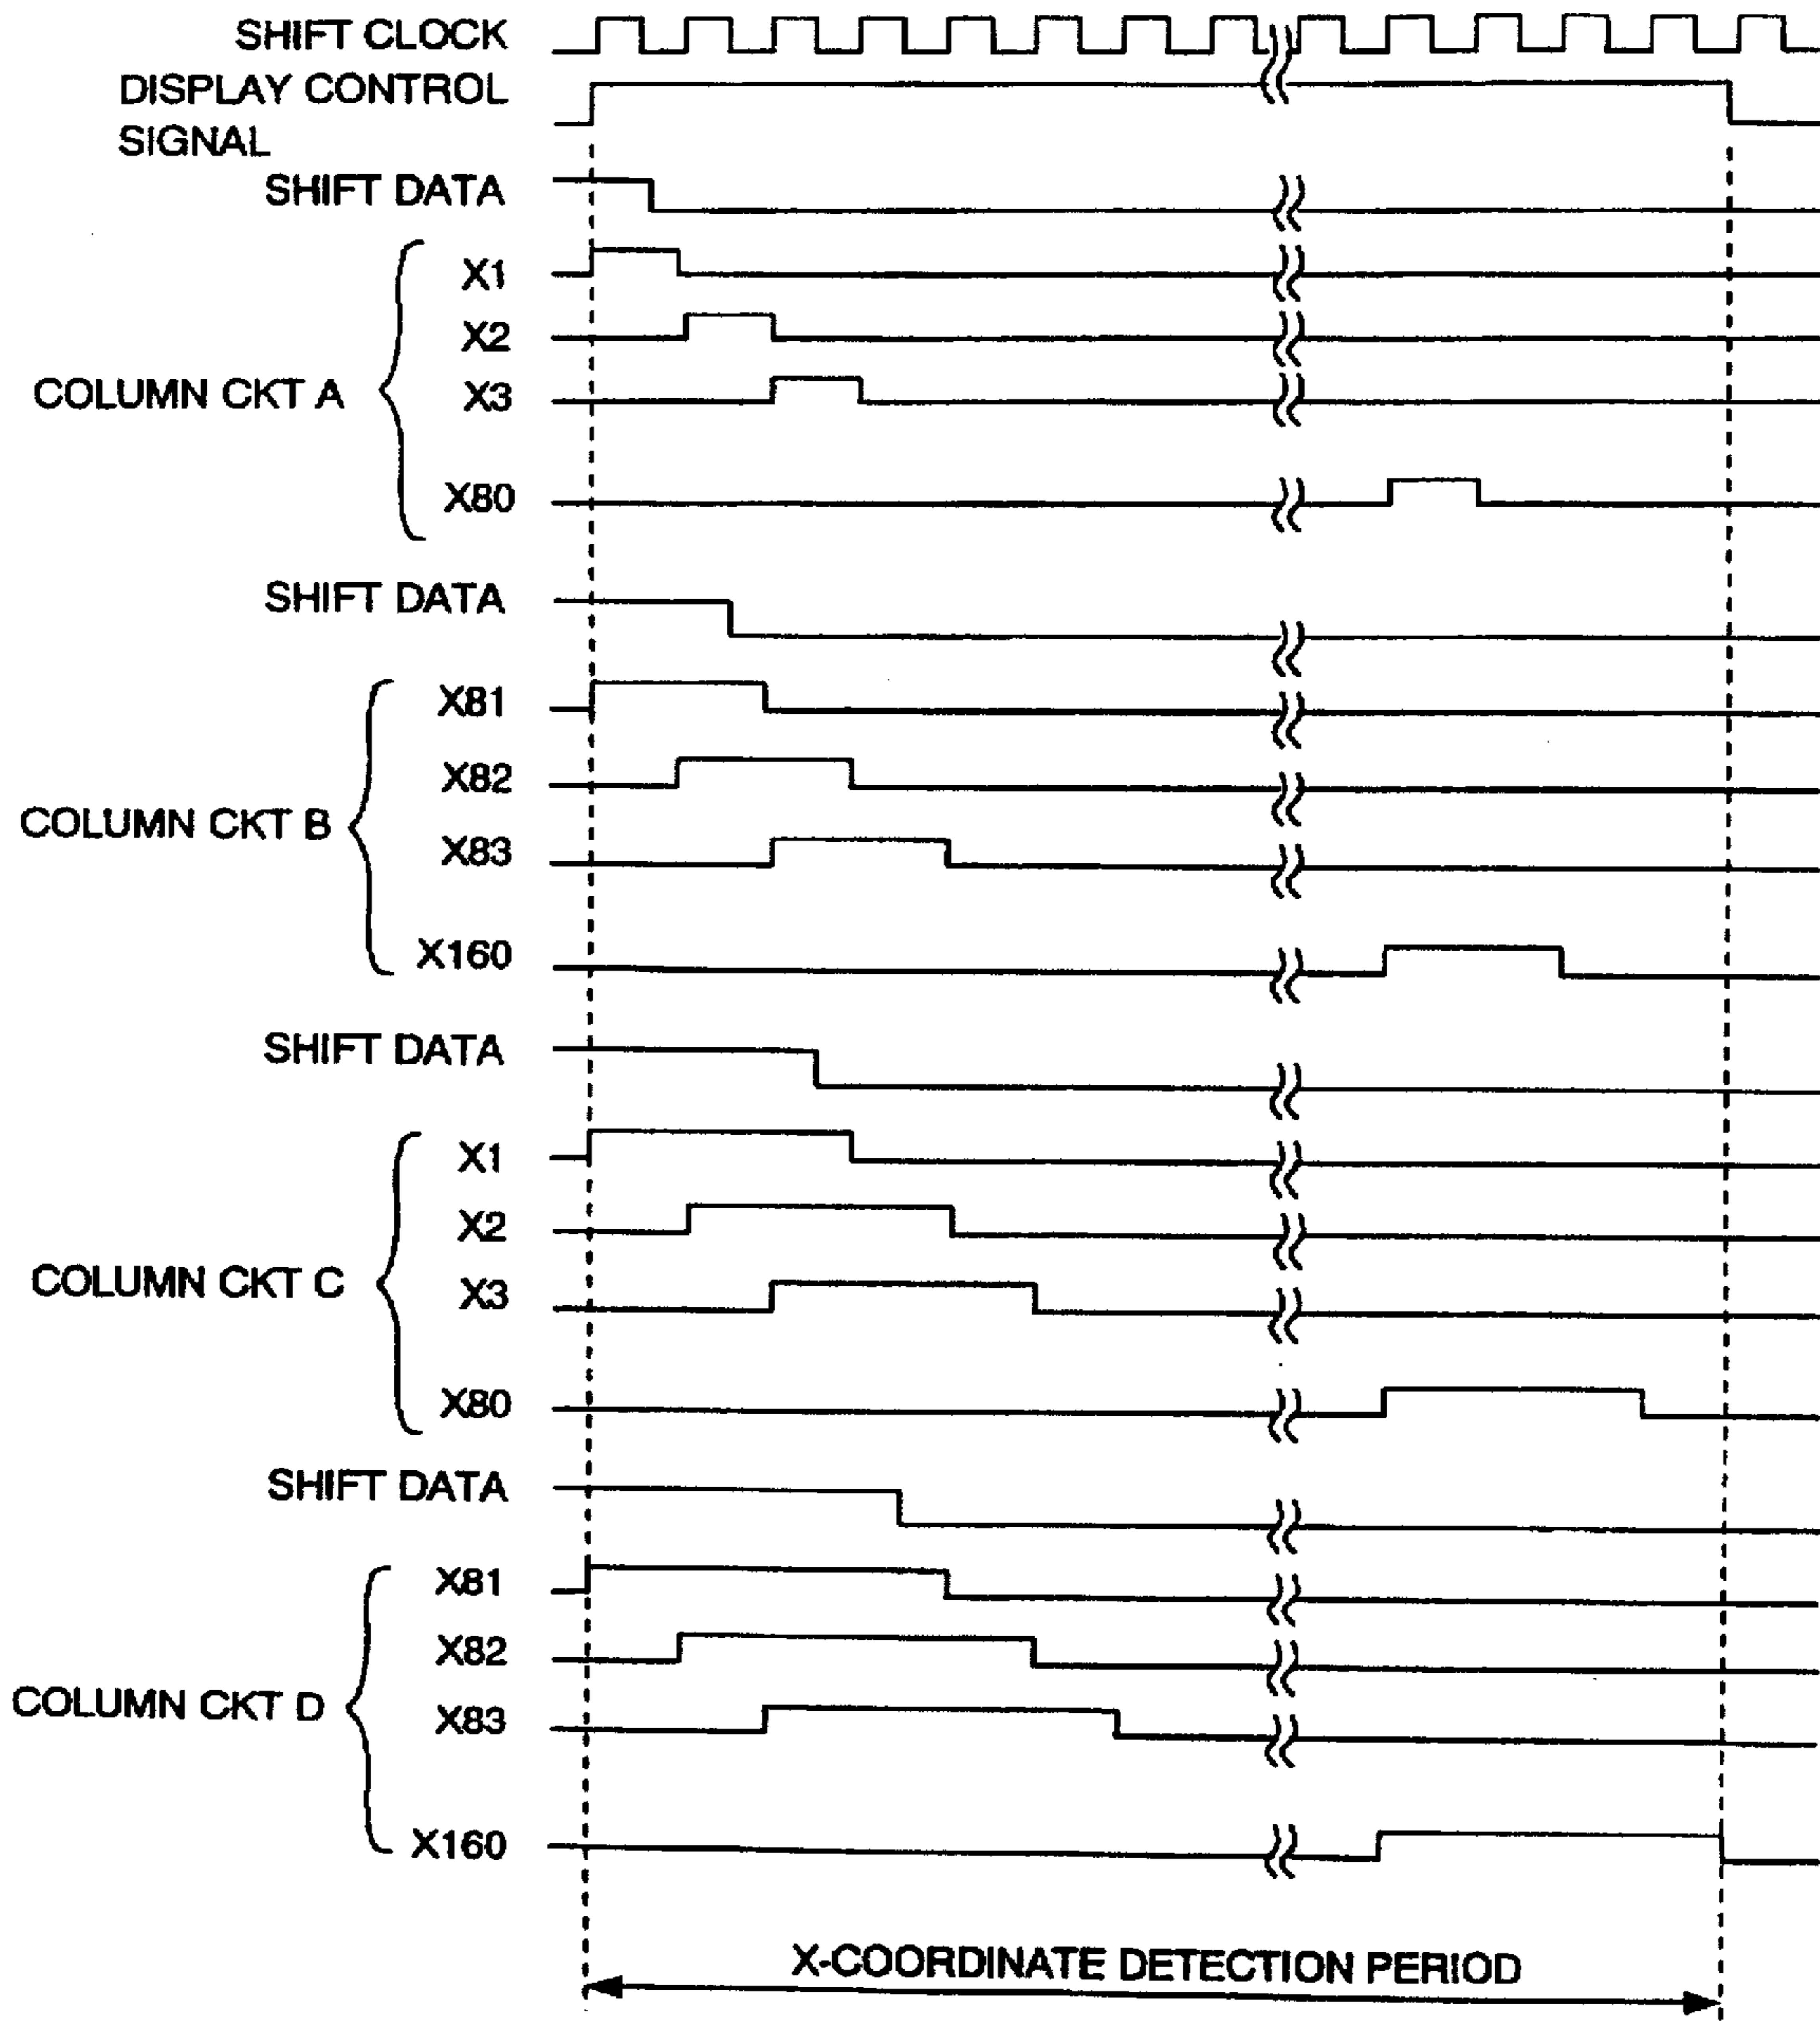 SHIFT CLOCK
DISPLAY CONTROL
SIGNAL
SHIFT DATA
X1
X2
COLUMN CKT A
X3
X80
SHIFT DATA
X81
X82
COLUMN CKT B
X83
X160
SHIFT DATA
X1
X2
COLUMN CKT C
X3
X80
SHIFT DATA
X81
X82
COLUMN CKT D
X83
X160
X-COORDINATE DETECTION PERIOD